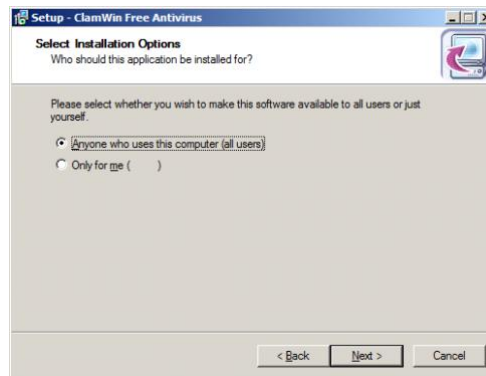 Setup - ClamWin Free Antivirus
Select Installation Options
Who should this application be installed for?
Please select whether you wish to make this software available to all users or just
yourself.
Anyone who uses this computer (all users)
Only for me (      )
< Back
Next >
Cancel